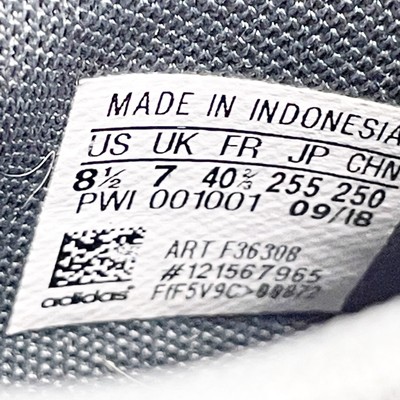 MADE IN INDONESIA
US UK FR JP CHN
8½ 7 40⅔ 255 250
PWI 001001 09/18
ART F36308
#121567965
adidas